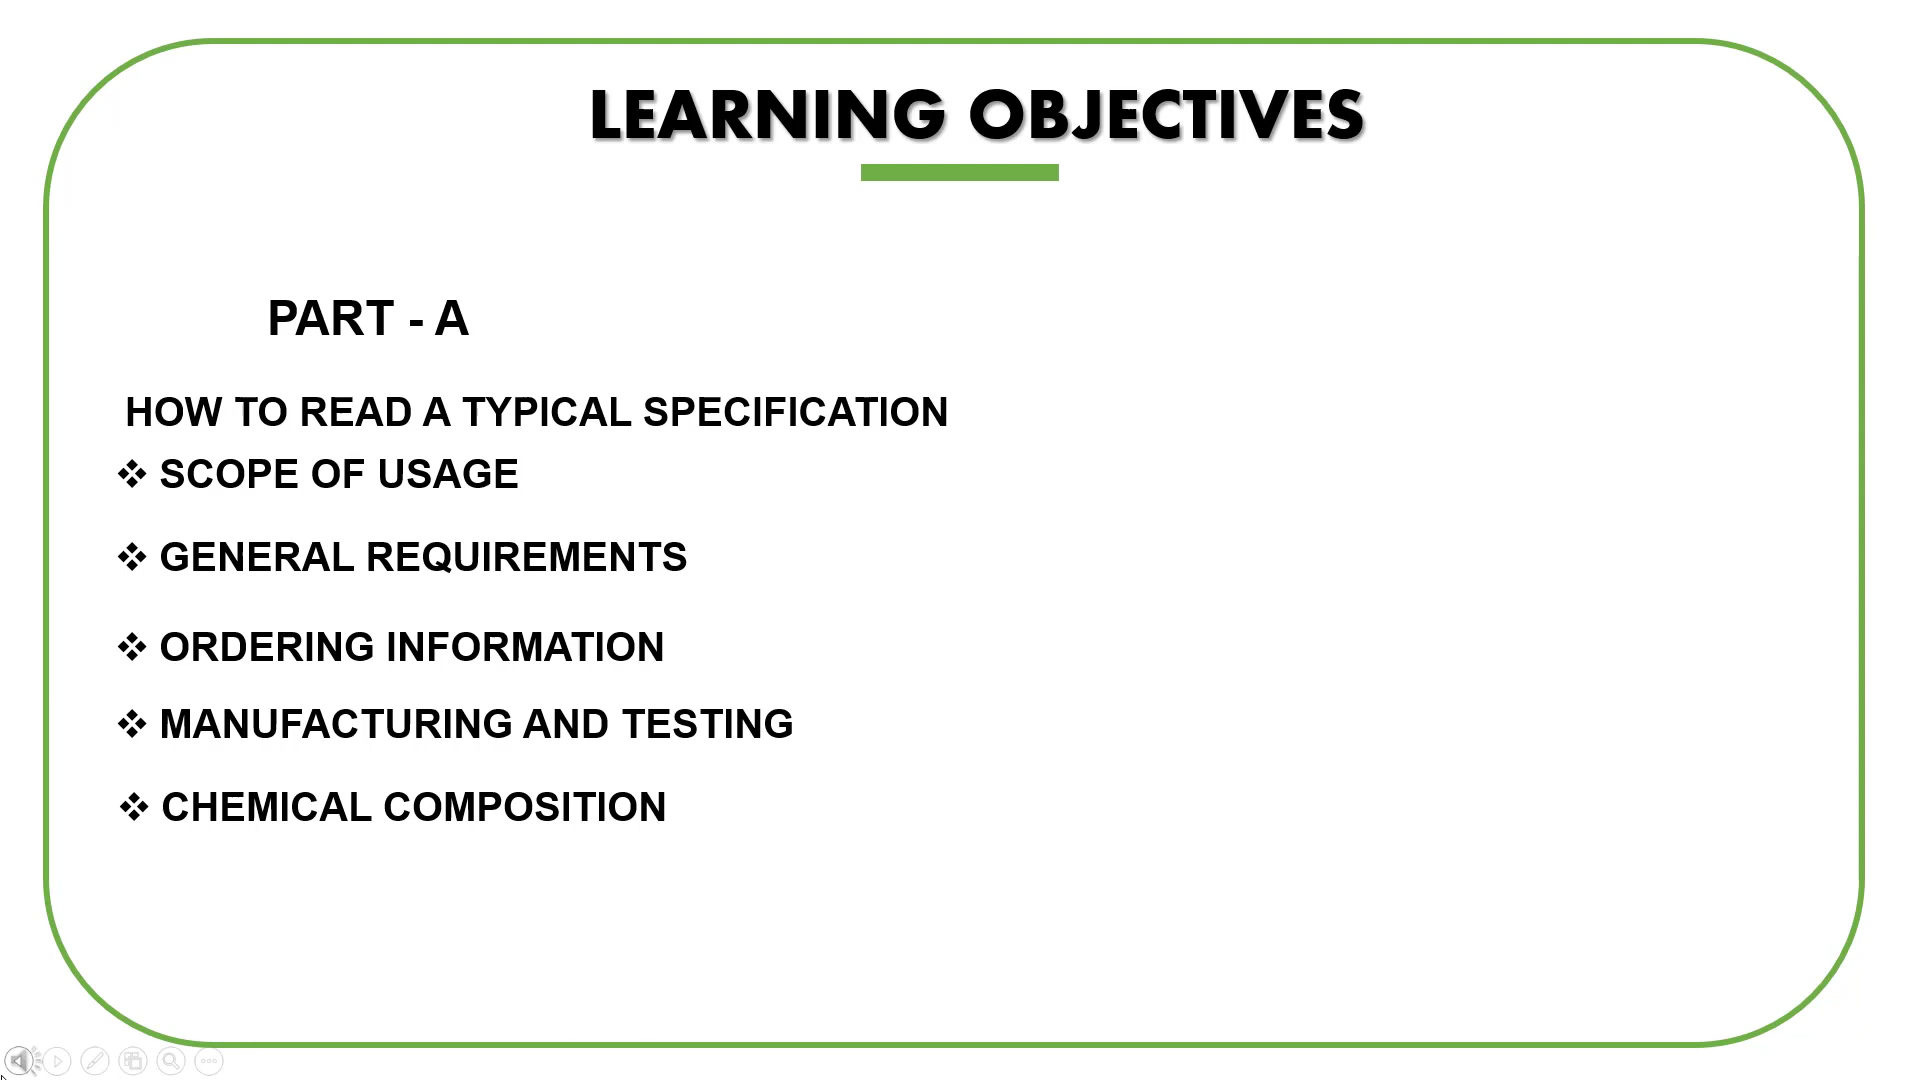 LEARNING OBJECTIVES
PART - A
HOW TO READ A TYPICAL SPECIFICATION
❖ SCOPE OF USAGE
❖ GENERAL REQUIREMENTS
❖ ORDERING INFORMATION
❖ MANUFACTURING AND TESTING
❖ CHEMICAL COMPOSITION